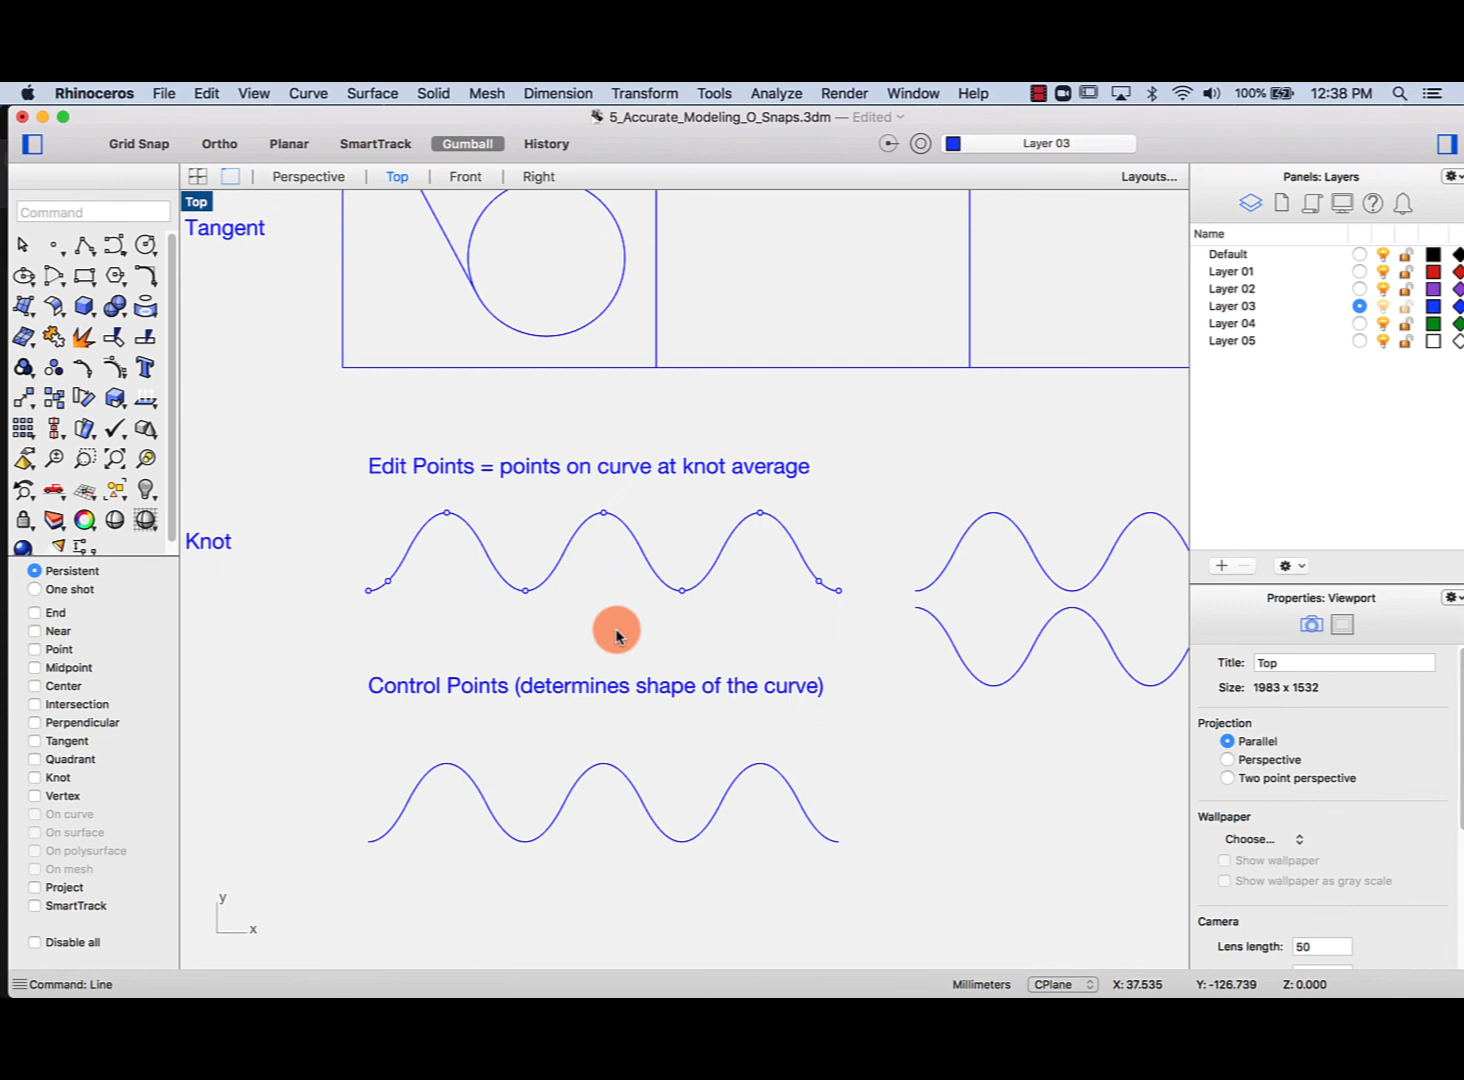 Rhinoceros File Edit View Curve Surface Solid Mesh Dimension Transform Tools Analyze Render Window Help 100% 12:38 PM
5_Accurate_Modeling_O_Snaps.3dm — Edited
Grid Snap Ortho Planar SmartTrack Gumball History Layer 03
Perspective Top Front Right Layouts... Panels: Layers
Top
Command
Tangent
Name
Default
Layer 01
Layer 02
Layer 03
Layer 04
Layer 05
Edit Points = points on curve at knot average
Knot
Control Points (determines shape of the curve)
y
x
Persistent
One shot
End
Near
Point
Midpoint
Center
Intersection
Perpendicular
Tangent
Quadrant
Knot
Vertex
On curve
On surface
On polysurface
On mesh
Project
SmartTrack
Disable all
Properties: Viewport
Title: Top
Size: 1983 x 1532
Projection
Parallel
Perspective
Two point perspective
Wallpaper
Choose...
Show wallpaper
Show wallpaper as gray scale
Camera
Lens length: 50
Command: Line Millimeters CPlane X: 37.535 Y: -126.739 Z: 0.000